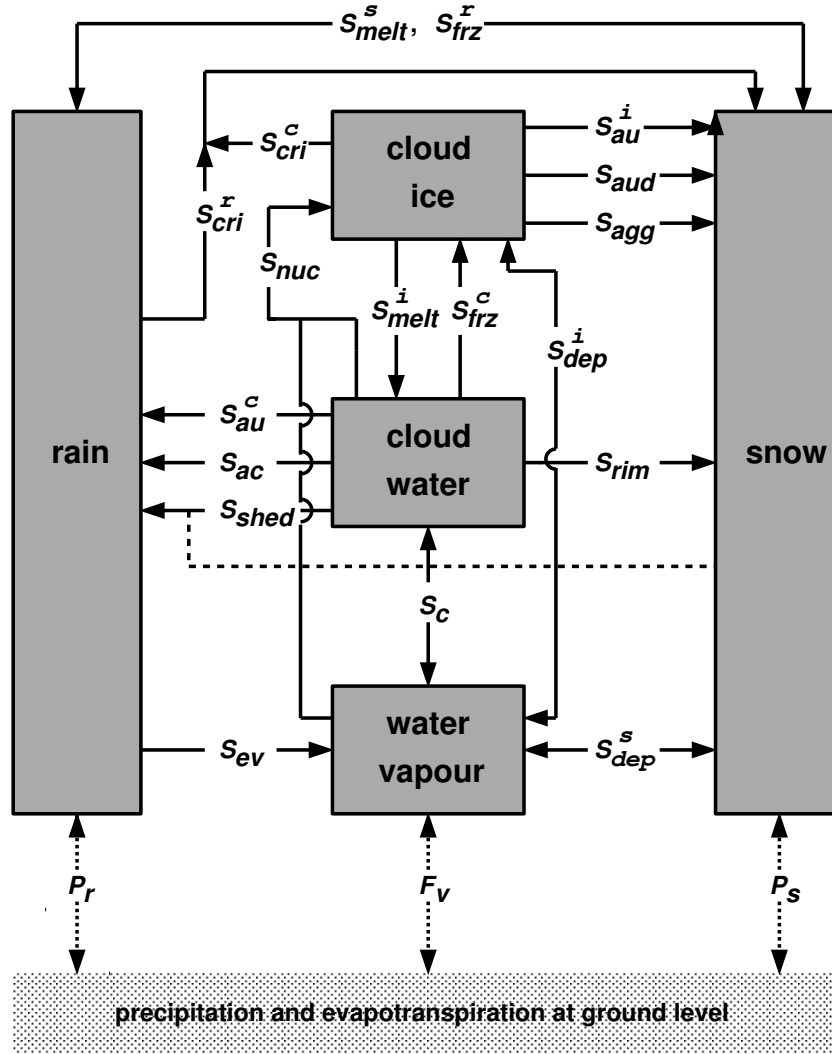 S^s_melt, S^r_frz
S^c_cri
cloud
ice
S^i_au
S_aud
S_agg
S^r_cri
S_nuc
S^i_melt
S^c_frz
S^i_dep
rain
S^c_au
S_ac
S_shed
cloud
water
S_rim
snow
S_c
water
vapour
S_ev
S^s_dep
P_r
F_v
P_s
precipitation and evapotranspiration at ground level